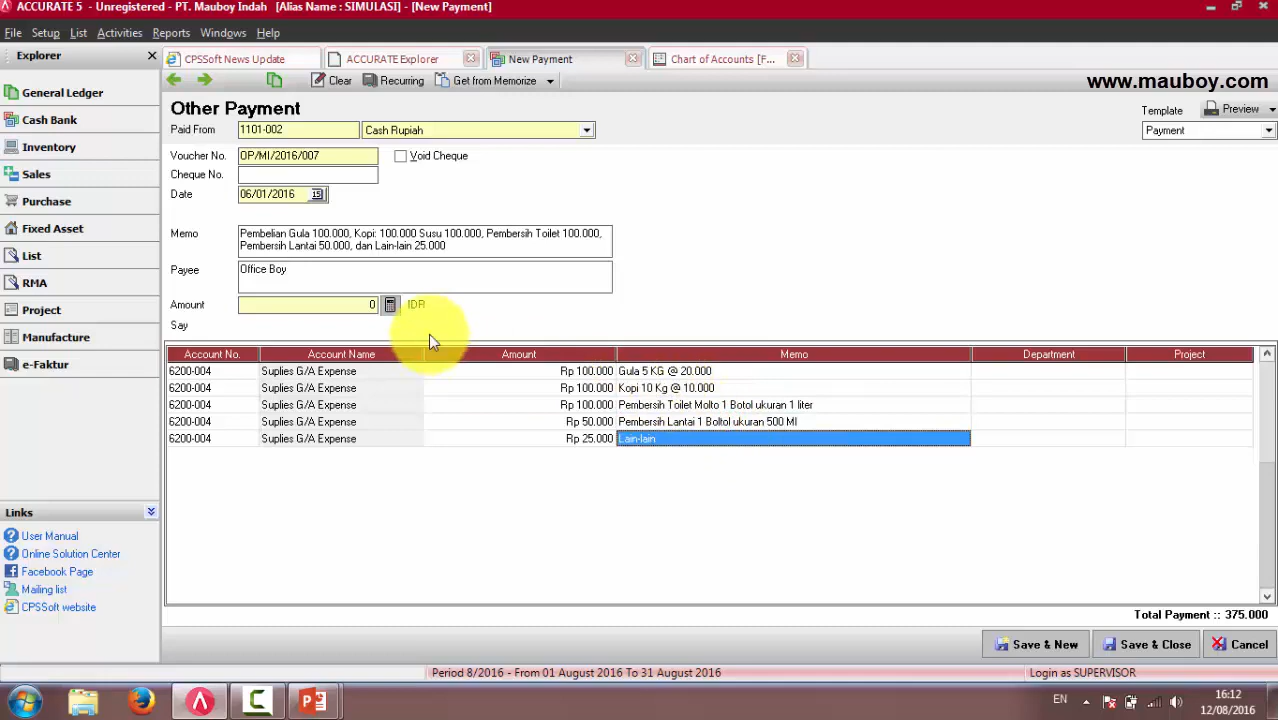 ACCURATE 5 - Unregistered - PT. Mauboy Indah [Alias Name : SIMULASI] - [New Payment]
File Setup List Activities Reports Windows Help
Explorer
General Ledger
Cash Bank
Inventory
Sales
Purchase
Fixed Asset
List
RMA
Project
Manufacture
e-Faktur
Links
User Manual
Online Solution Center
Facebook Page
Mailing list
CPSSoft website
CPSSoft News Update ACCURATE Explorer New Payment Chart of Accounts [F...
Clear Recurring Get from Memorize
www.mauboy.com
Other Payment
Template Preview
Payment
Paid From 1101-002 Cash Rupiah
Voucher No. OP/MI/2016/007 Void Cheque
Cheque No.
Date 06/01/2016 15
Memo Pembelian Gula 100.000, Kopi: 100.000 Susu 100.000, Pembersih Toilet 100.000,
Pembersih Lantai 50.000, dan Lain-lain 25.000
Payee Office Boy
Amount 0 IDR
Say
Account No. Account Name Amount Memo Department Project
6200-004 Suplies G/A Expense Rp 100.000 Gula 5 KG @ 20.000
6200-004 Suplies G/A Expense Rp 100.000 Kopi 10 Kg @ 10.000
6200-004 Suplies G/A Expense Rp 100.000 Pembersih Toilet Molto 1 Botol ukuran 1 liter
6200-004 Suplies G/A Expense Rp 50.000 Pembersih Lantai 1 Boltol ukuran 500 Ml
6200-004 Suplies G/A Expense Rp 25.000 Lain-lain
Total Payment :: 375.000
Save & New Save & Close Cancel
Period 8/2016 - From 01 August 2016 To 31 August 2016 Login as SUPERVISOR
EN 16:12
12/08/2016